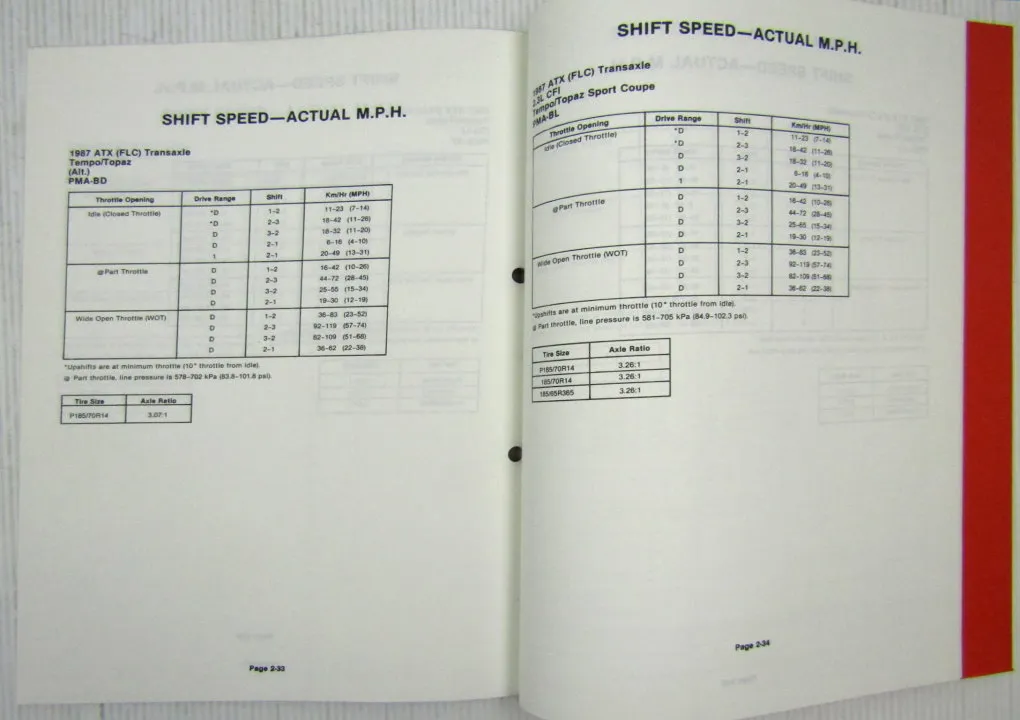 SHIFT SPEED—ACTUAL M.P.H.
1987 ATX (FLC) Transaxle
Tempo/Topaz
(Alt.)
PMA-BD
Throttle Opening Drive Range Shift Km/Hr (MPH)
Idle (Closed Throttle) *D 1–2 11–23 (7–14)
*D 2–3 18–42 (11–26)
D 3–2 18–32 (11–20)
D 2–1 6–16 (4–10)
1 2–1 20–49 (13–31)
@Part Throttle D 1–2 16–42 (10–26)
D 2–3 44–72 (28–45)
D 3–2 25–55 (15–34)
D 2–1 19–30 (12–19)
Wide Open Throttle (WOT) D 1–2 36–83 (23–52)
D 2–3 92–119 (57–74)
D 3–2 82–109 (51–68)
D 2–1 36–62 (22–38)
*Upshifts are at minimum throttle (10° throttle from idle).
@ Part throttle, line pressure is 578–702 kPa (83.8–101.8 psi).
Tire Size Axle Ratio
P185/70R14 3.07:1
Page 2-33
SHIFT SPEED—ACTUAL M.P.H.
1987 ATX (FLC) Transaxle
2.3L CFI
Tempo/Topaz Sport Coupe
PMA-BL
Throttle Opening Drive Range Shift Km/Hr (MPH)
Idle (Closed Throttle) *D 1–2 11–23 (7–14)
*D 2–3 18–42 (11–26)
D 3–2 18–32 (11–20)
D 2–1 6–16 (4–10)
1 2–1 20–49 (13–31)
@Part Throttle D 1–2 16–42 (10–26)
D 2–3 44–72 (28–45)
D 3–2 25–55 (15–34)
D 2–1 19–30 (12–19)
Wide Open Throttle (WOT) D 1–2 36–83 (23–52)
D 2–3 92–119 (57–74)
D 3–2 82–109 (51–68)
D 2–1 36–62 (22–38)
*Upshifts are at minimum throttle (10° throttle from idle).
@ Part throttle, line pressure is 581–705 kPa (84.9–102.3 psi).
Tire Size Axle Ratio
P185/70R14 3.26:1
185/70R14 3.26:1
185/65R365 3.26:1
Page 2-34